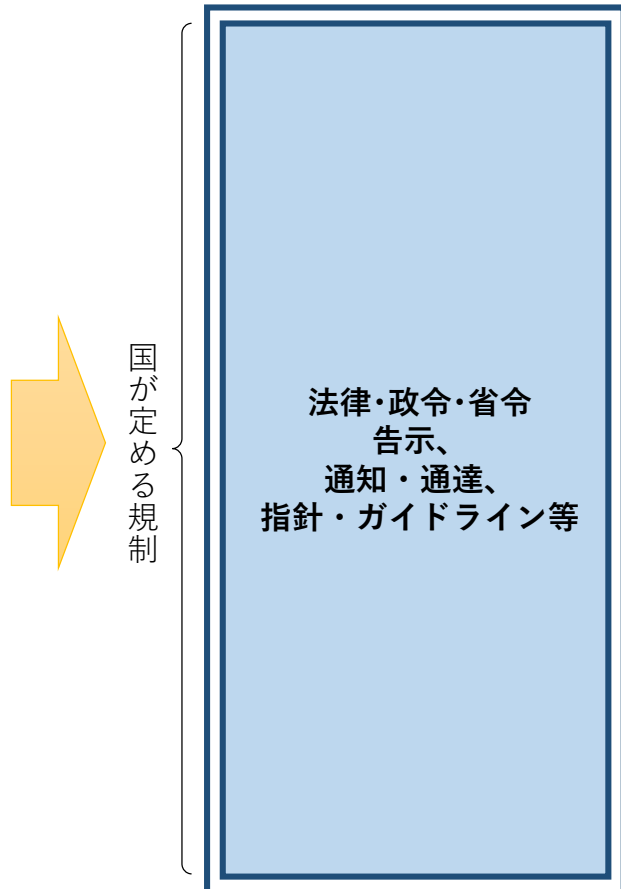 国が定める規制
法律･政令･省令
告示、
通知・通達、
指針・ガイドライン等